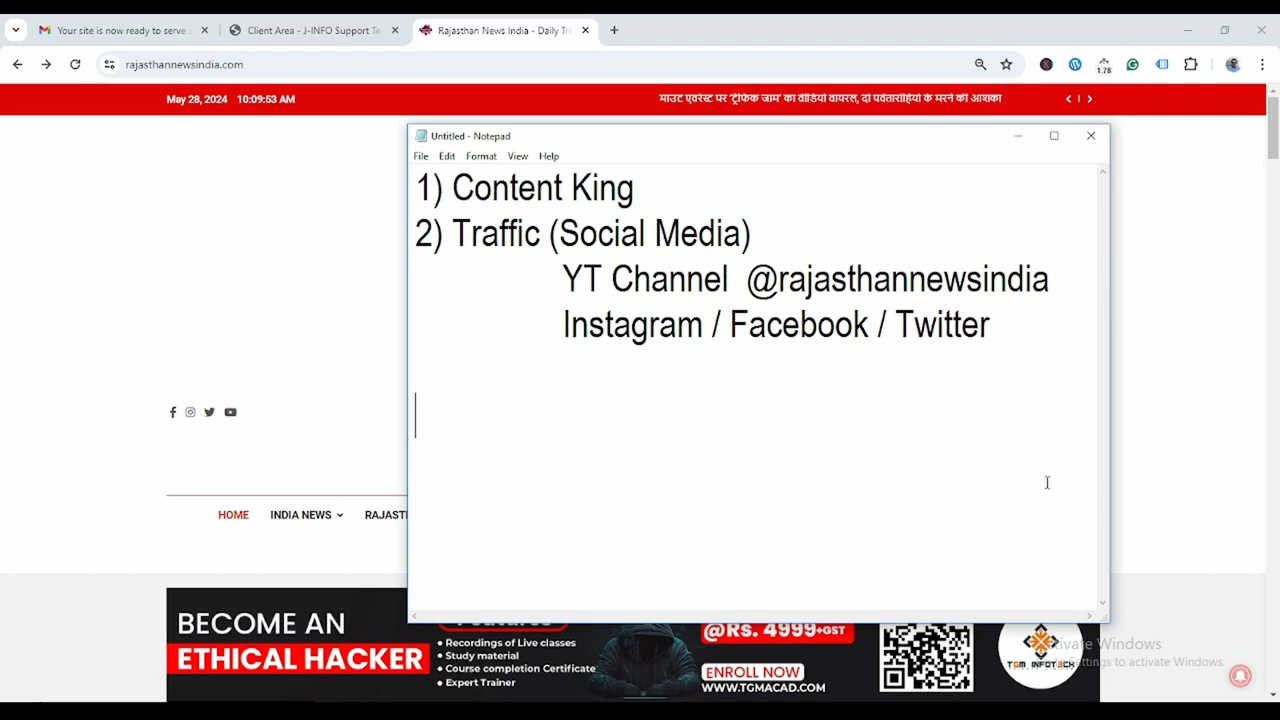 Your site is now ready to serve
Client Area - J-INFO Support Te
Rajasthan News India - Daily Tr
rajasthannewsindia.com
1.78
May 28, 2024 10:09:53 AM
माउंट एवरेस्ट पर 'ट्रैफिक जाम' का वीडियो वायरल, दो पर्वतारोहियों के मरने की आशंका
Untitled - Notepad
File Edit Format View Help
1) Content King
2) Traffic (Social Media)
YT Channel @rajasthannewsindia
Instagram / Facebook / Twitter
HOME INDIA NEWS RAJASTI
BECOME AN
ETHICAL HACKER
Features
• Recordings of Live classes
• Study material
• Course completion Certificate
• Expert Trainer
@Rs. 4999+GST
ENROLL NOW
WWW.TGMACAD.COM
TGM INFOTECH
Activate Windows
Settings to activate Windows.